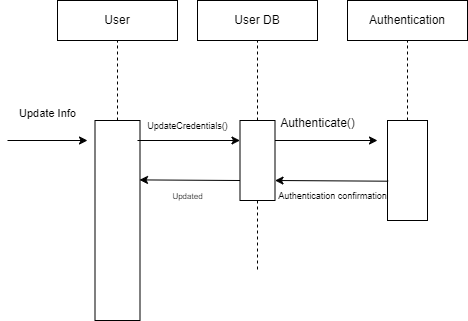 User
User DB
Authentication
Update Info
UpdateCredentials()
Authenticate()
Updated
Authentication confirmation